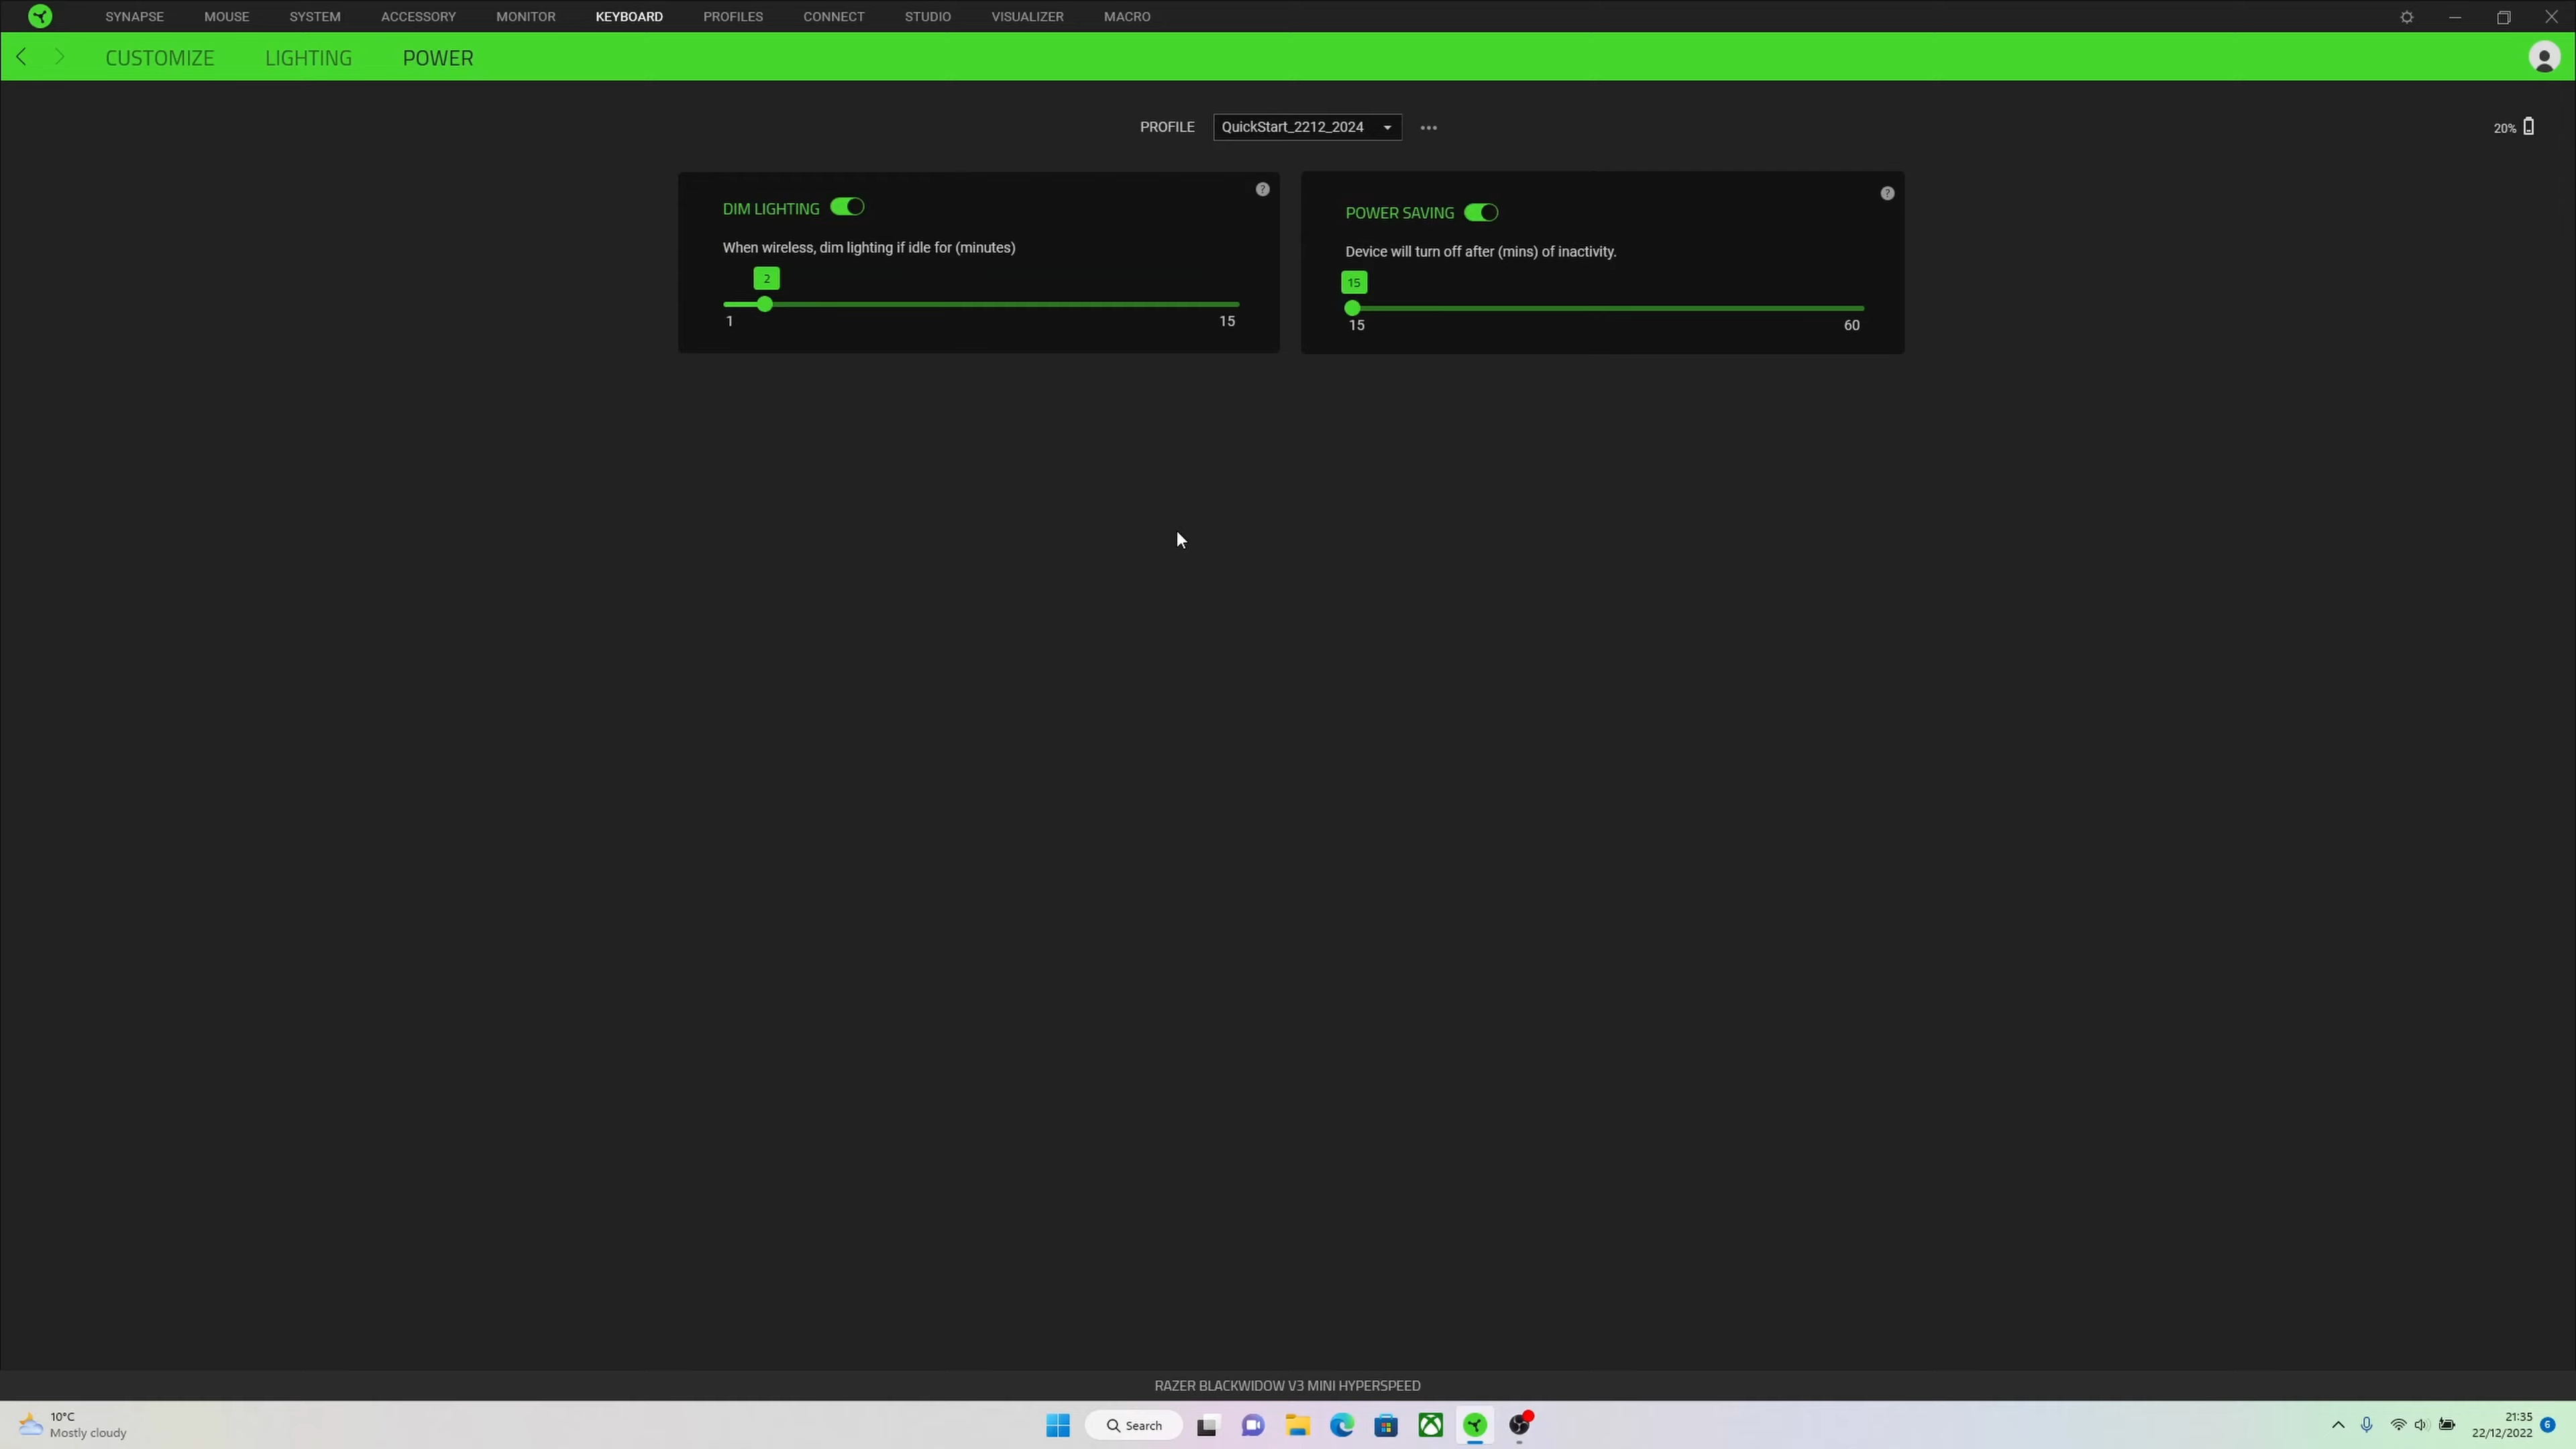 SYNAPSE MOUSE SYSTEM ACCESSORY MONITOR KEYBOARD PROFILES CONNECT STUDIO VISUALIZER MACRO
CUSTOMIZE LIGHTING POWER
PROFILE QuickStart_2212_2024 ••• 20%
DIM LIGHTING ?
When wireless, dim lighting if idle for (minutes)
2
1 15
POWER SAVING ?
Device will turn off after (mins) of inactivity.
15
15 60
RAZER BLACKWIDOW V3 MINI HYPERSPEED
10°C
Mostly cloudy
Search
21:35
22/12/2022
6